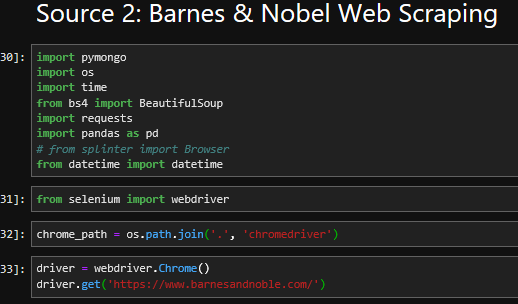 Source 2: Barnes & Nobel Web Scraping
30]:
import pymongo
import os
import time
from bs4 import BeautifulSoup
import requests
import pandas as pd
# from splinter import Browser
from datetime import datetime
31]:
from selenium import webdriver
32]:
chrome_path = os.path.join('.', 'chromedriver')
33]:
driver = webdriver.Chrome()
driver.get('https://www.barnesandnoble.com/')